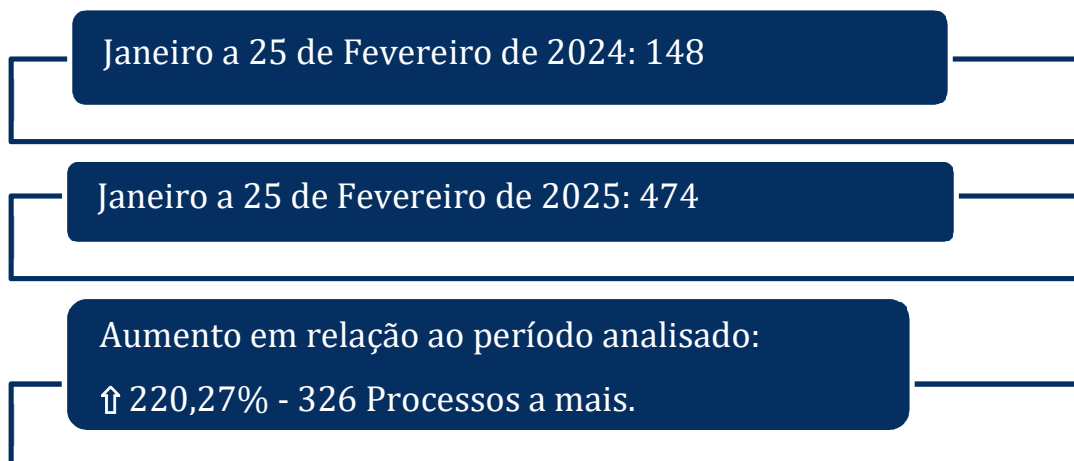 Janeiro a 25 de Fevereiro de 2024: 148
Janeiro a 25 de Fevereiro de 2025: 474
Aumento em relação ao período analisado:
⇧ 220,27% - 326 Processos a mais.